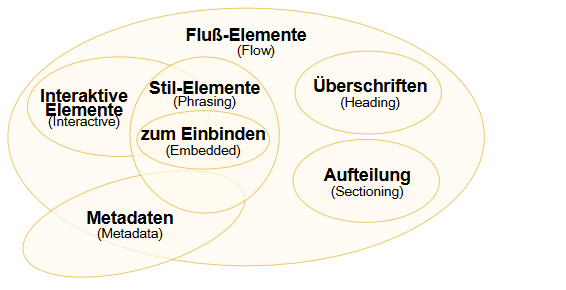 Fluß-Elemente
(Flow)
Interaktive
Elemente
(Interactive)
Stil-Elemente
(Phrasing)
zum Einbinden
(Embedded)
Überschriften
(Heading)
Aufteilung
(Sectioning)
Metadaten
(Metadata)